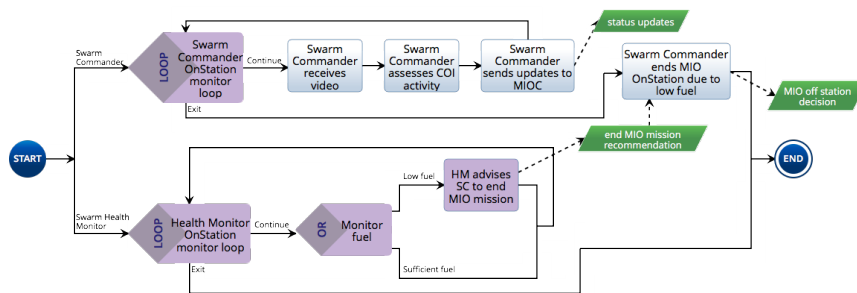 status updates
Swarm
Commander
LOOP
Swarm
Commander
OnStation
monitor
loop
Continue
Swarm
Commander
receives
video
Swarm
Commander
assesses COI
activity
Swarm
Commander
sends updates to
MIOC
Swarm Commander
ends MIO
OnStation due to
low fuel
MIO off station
decision
Exit
START
end MIO mission
recommendation
END
Low fuel
HM advises
SC to end
MIO mission
Swarm Health
Monitor
LOOP
Health Monitor
OnStation
monitor loop
Continue
OR
Monitor
fuel
Exit
Sufficient fuel